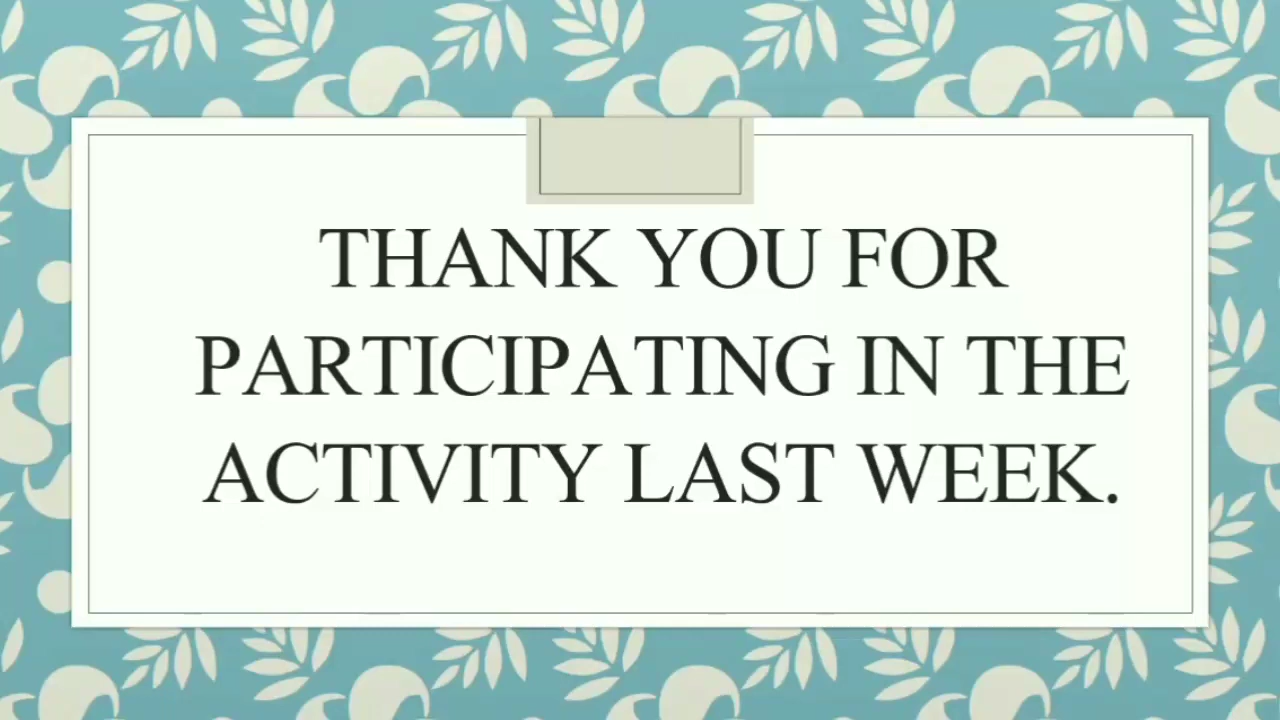 THANK YOU FOR
PARTICIPATING IN THE
ACTIVITY LAST WEEK.